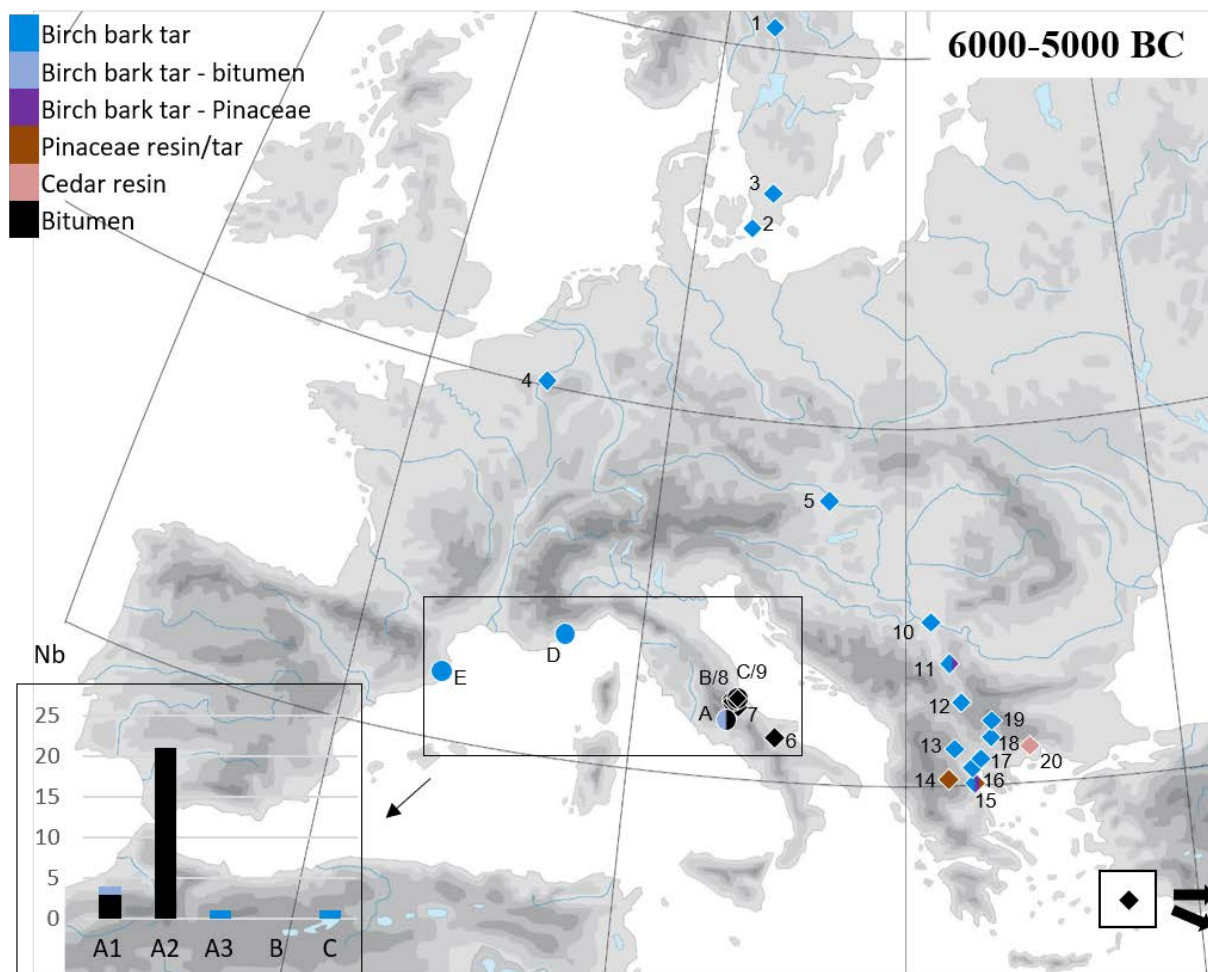 6000-5000 BC
Birch bark tar
Birch bark tar - bitumen
Birch bark tar - Pinaceae
Pinaceae resin/tar
Cedar resin
Bitumen
1
3
2
4
5
10
11
12
13
14
19
18
17
20
16
15
B/8
C/9
A
7
6
D
E
Nb
25
20
15
10
5
0
A1
A2
A3
B
C